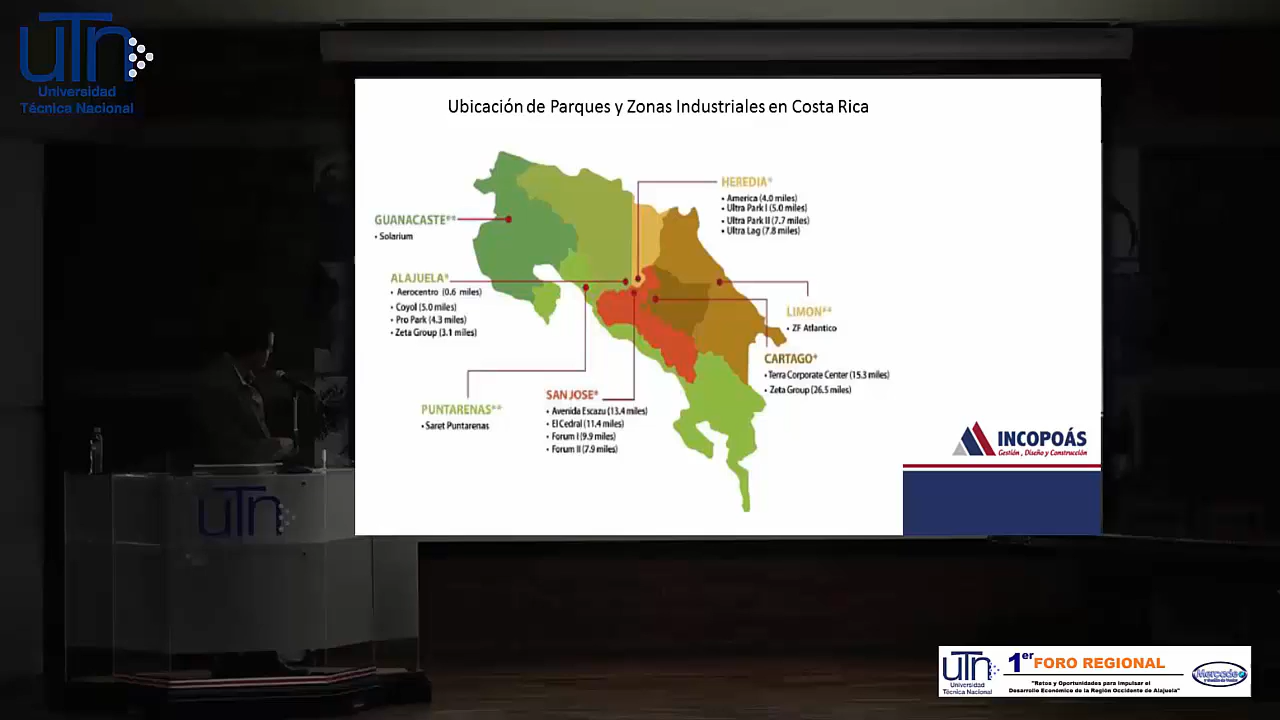 uTn
Universidad
Técnica Nacional
Ubicación de Parques y Zonas Industriales en Costa Rica
HEREDIA*
• America (4.0 miles)
• Ultra Park I (5.0 miles)
• Ultra Park II (7.7 miles)
• Ultra Lag (7.8 miles)
GUANACASTE**
• Solarium
ALAJUELA*
• Aerocentro (0.6 miles)
• Coyol (5.0 miles)
• Pro Park (4.3 miles)
• Zeta Group (3.1 miles)
LIMON**
• ZF Atlantico
CARTAGO*
• Terra Corporate Center (15.3 miles)
• Zeta Group (26.5 miles)
PUNTARENAS**
• Saret Puntarenas
SAN JOSE*
• Avenida Escazu (13.4 miles)
• El Cedral (11.4 miles)
• Forum I (9.9 miles)
• Forum II (7.9 miles)
INCOPOÁS
Gestión, Diseño y Construcción
uTn
uTn
Universidad
Técnica Nacional
1er FORO REGIONAL
"Retos y Oportunidades para Impulsar el
Desarrollo Económico de la Región Occidente de Alajuela"
Mercadeo